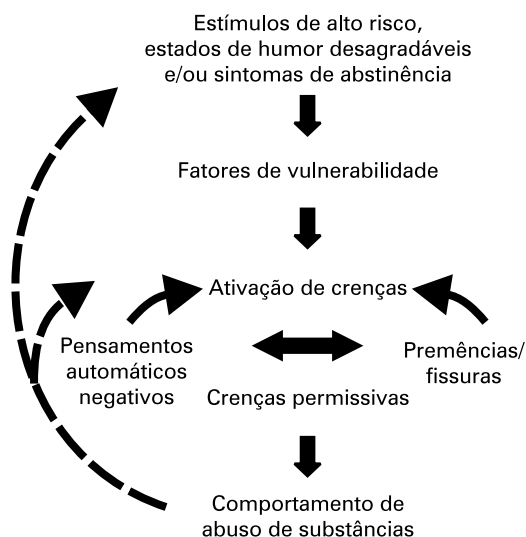 Estímulos de alto risco,
estados de humor desagradáveis
e/ou sintomas de abstinência
Fatores de vulnerabilidade
Ativação de crenças
Pensamentos
automáticos
negativos
Premências/
fissuras
Crenças permissivas
Comportamento de
abuso de substâncias